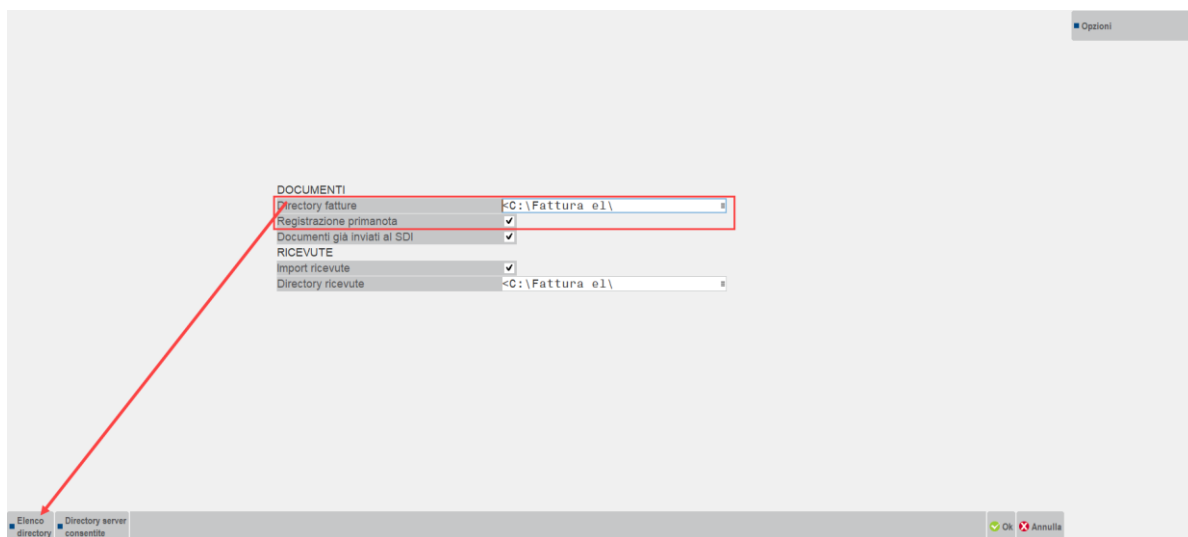 Opzioni
DOCUMENTI
Directory fatture <C:\Fattura el\
Registrazione primanota
Documenti già inviati al SDI
RICEVUTE
Import ricevute
Directory ricevute <C:\Fattura el\
Elenco directory
Directory server consentite
Ok
Annulla